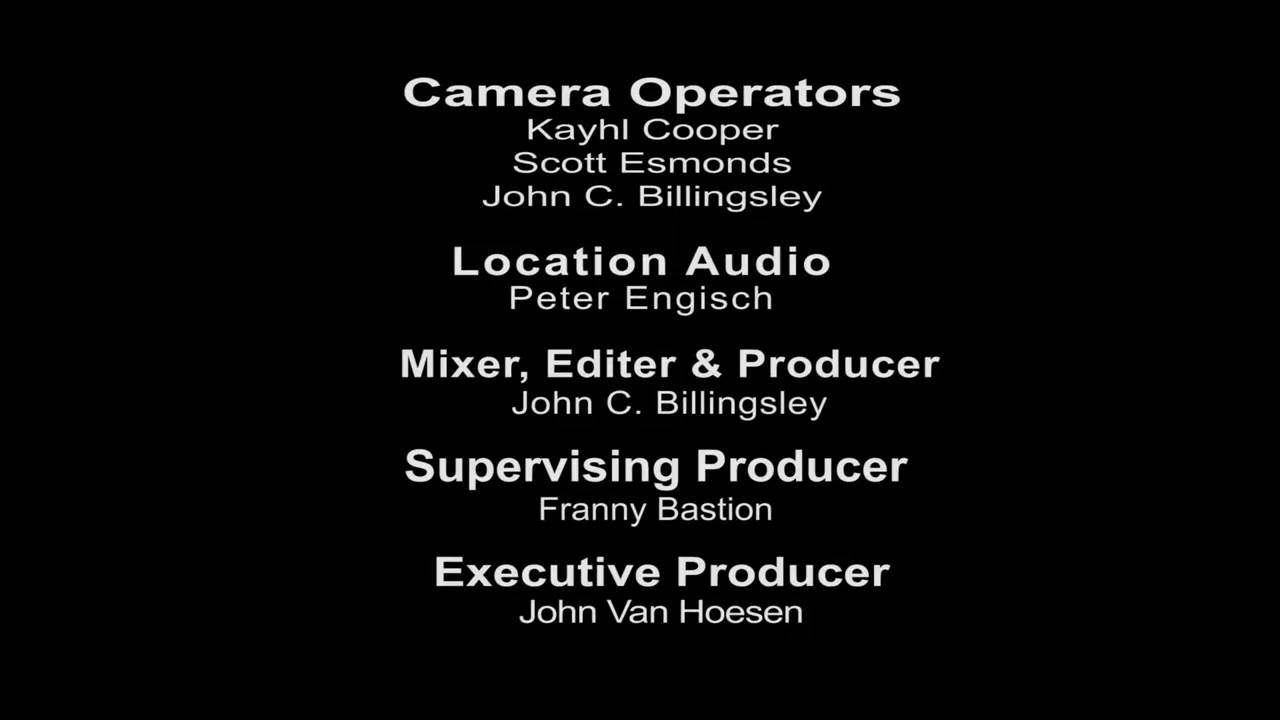 Camera Operators
Kayhl Cooper
Scott Esmonds
John C. Billingsley
Location Audio
Peter Engisch
Mixer, Editer & Producer
John C. Billingsley
Supervising Producer
Franny Bastion
Executive Producer
John Van Hoesen